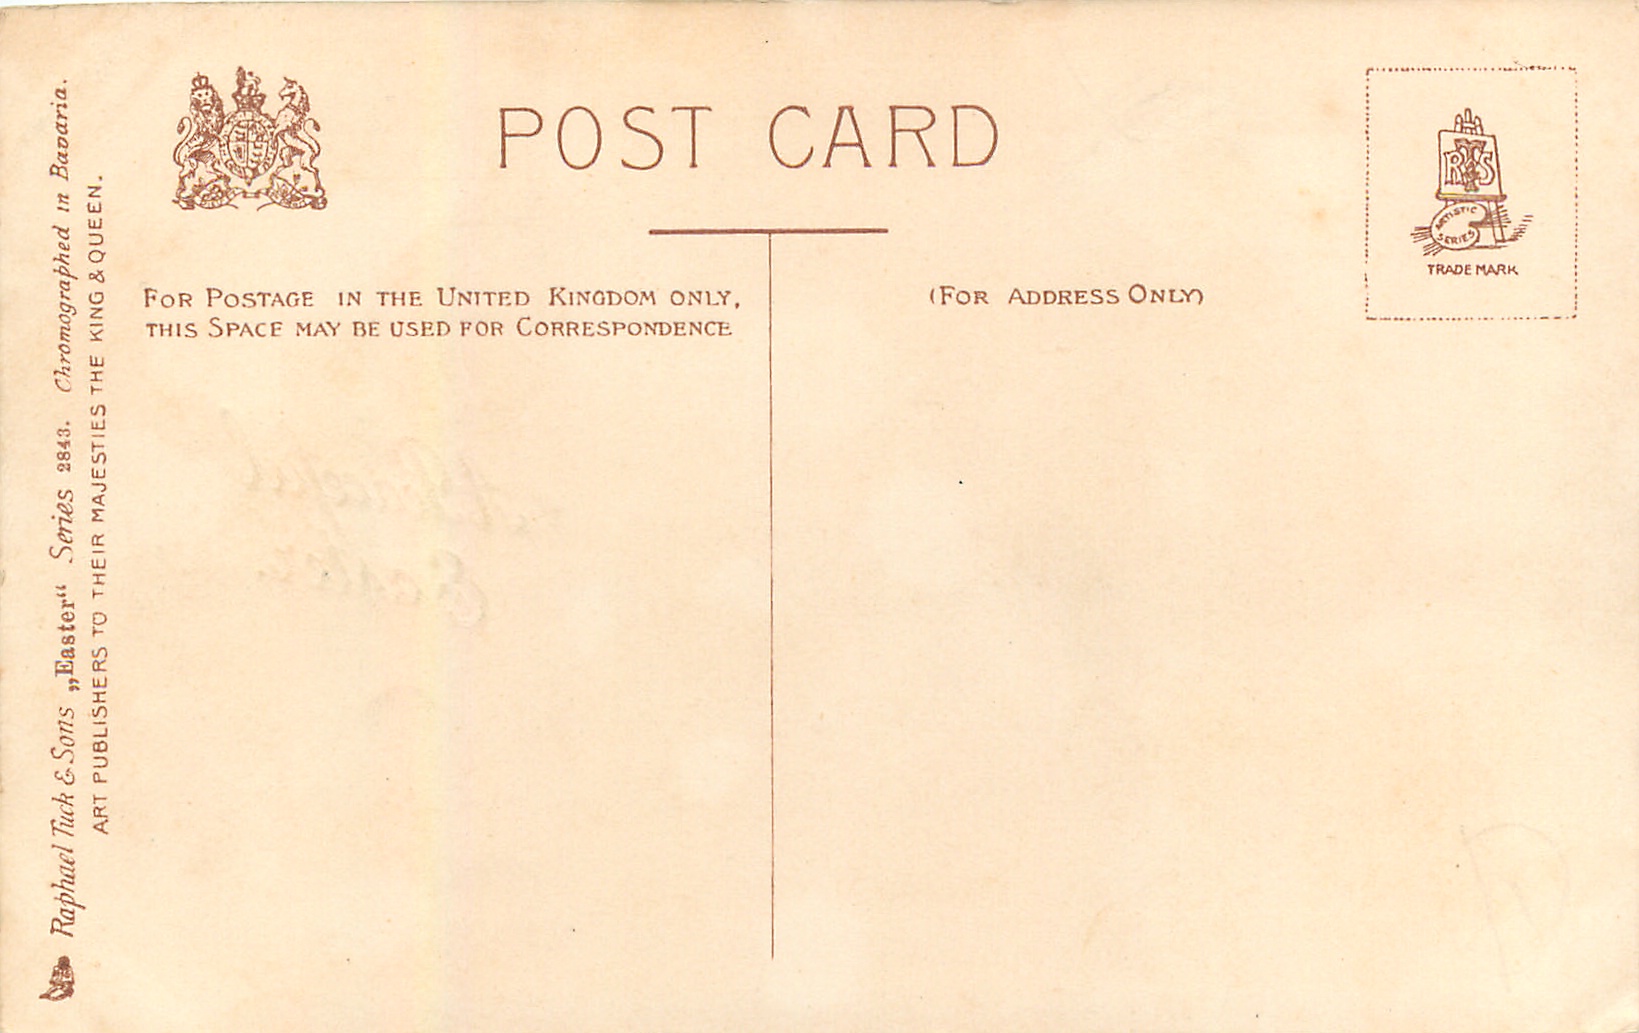 POST CARD
FOR POSTAGE IN THE UNITED KINGDOM ONLY,
THIS SPACE MAY BE USED FOR CORRESPONDENCE
(FOR ADDRESS ONLY)
RTS
ARTISTIC
SERIES
TRADE MARK
Raphael Tuck & Sons „Easter“ Series 2843. Chromographed in Bavaria.
ART PUBLISHERS TO THEIR MAJESTIES THE KING & QUEEN.